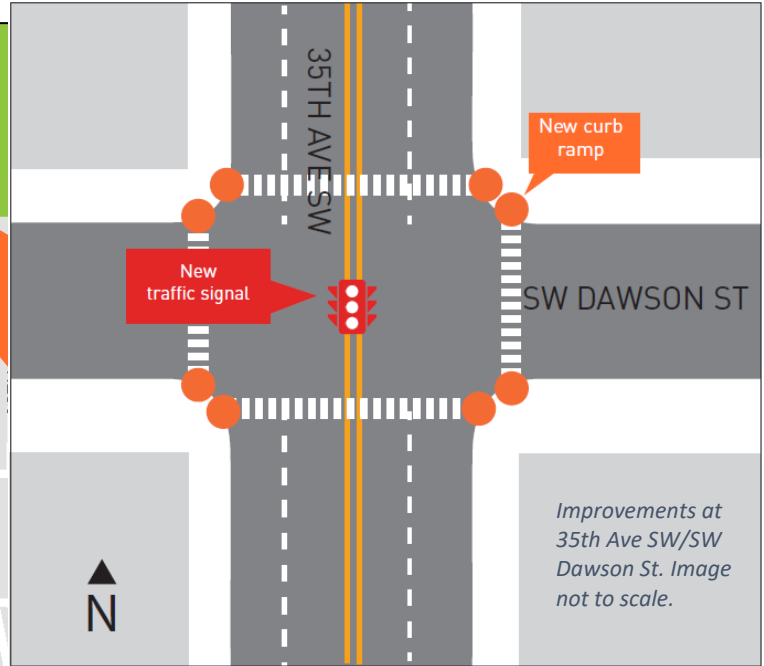 35TH AVE SW
New curb
ramp
New
traffic signal
SW DAWSON ST
Improvements at
35th Ave SW/SW
Dawson St. Image
not to scale.
N